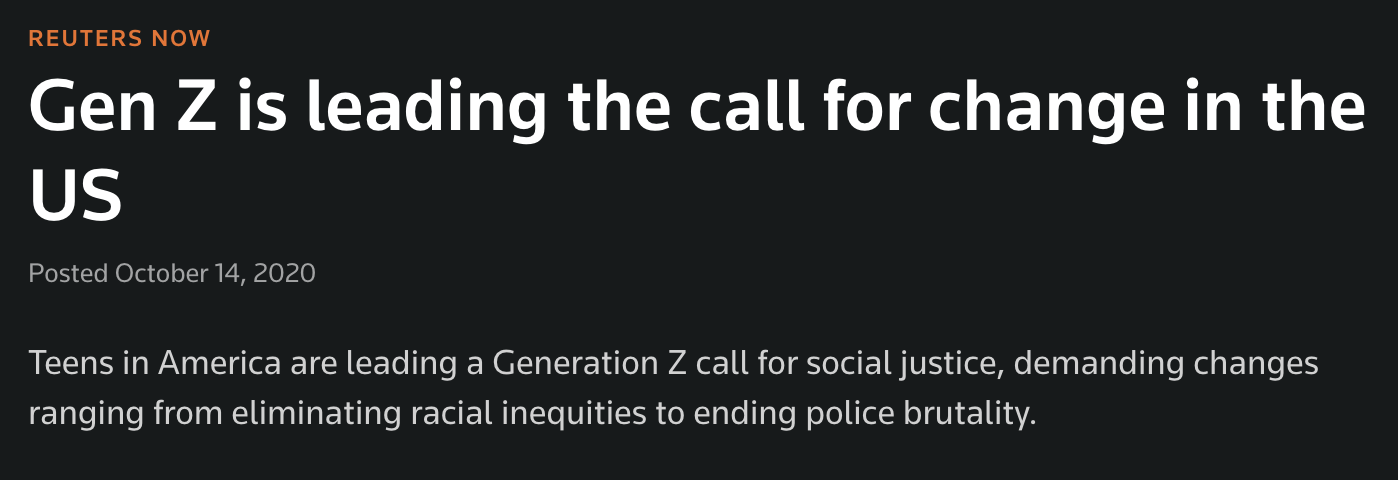 REUTERS NOW
Gen Z is leading the call for change in the
US
Posted October 14, 2020
Teens in America are leading a Generation Z call for social justice, demanding changes
ranging from eliminating racial inequities to ending police brutality.